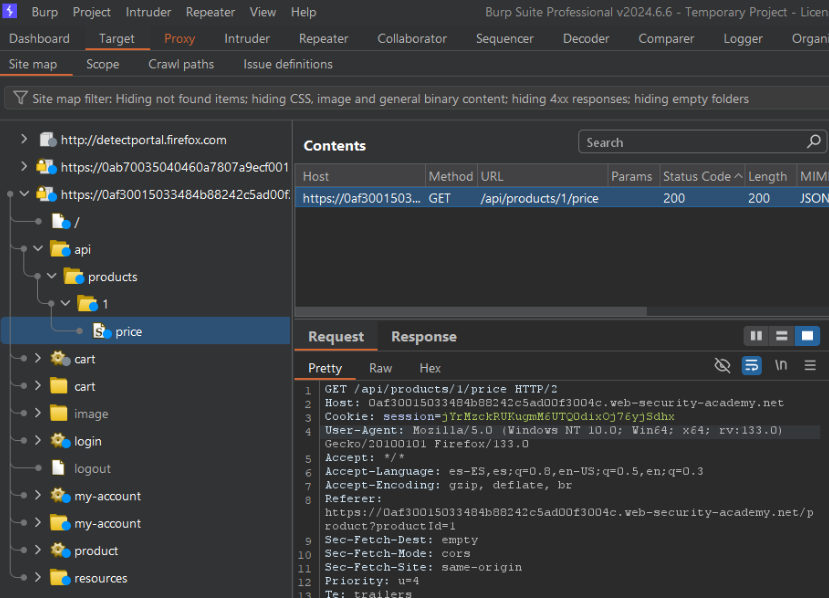 Burp Project Intruder Repeater View Help Burp Suite Professional v2024.6.6 - Temporary Project - Licen
Dashboard Target Proxy Intruder Repeater Collaborator Sequencer Decoder Comparer Logger Organi
Site map Scope Crawl paths Issue definitions
Site map filter: Hiding not found items; hiding CSS, image and general binary content; hiding 4xx responses; hiding empty folders
http://detectportal.firefox.com
https://0ab70035040460a7807a9ecf001
https://0af30015033484b88242c5ad00f
/
api
products
1
price
cart
cart
image
login
logout
my-account
my-account
product
resources
Contents Search
Host Method URL Params Status Code Length MIM
https://0af3001503... GET /api/products/1/price 200 200 JSON
Request Response
Pretty Raw Hex \n
1 GET /api/products/1/price HTTP/2
2 Host: 0af30015033484b88242c5ad00f3004c.web-security-academy.net
3 Cookie: session=jYrMzckRUKugmM6UTQOdixOj76yjSdhx
4 User-Agent: Mozilla/5.0 (Windows NT 10.0; Win64; x64; rv:133.0)
Gecko/20100101 Firefox/133.0
5 Accept: */*
6 Accept-Language: es-ES,es;q=0.8,en-US;q=0.5,en;q=0.3
7 Accept-Encoding: gzip, deflate, br
8 Referer:
https://0af30015033484b88242c5ad00f3004c.web-security-academy.net/p
roduct?productId=1
9 Sec-Fetch-Dest: empty
10 Sec-Fetch-Mode: cors
11 Sec-Fetch-Site: same-origin
12 Priority: u=4
13 Te: trailers